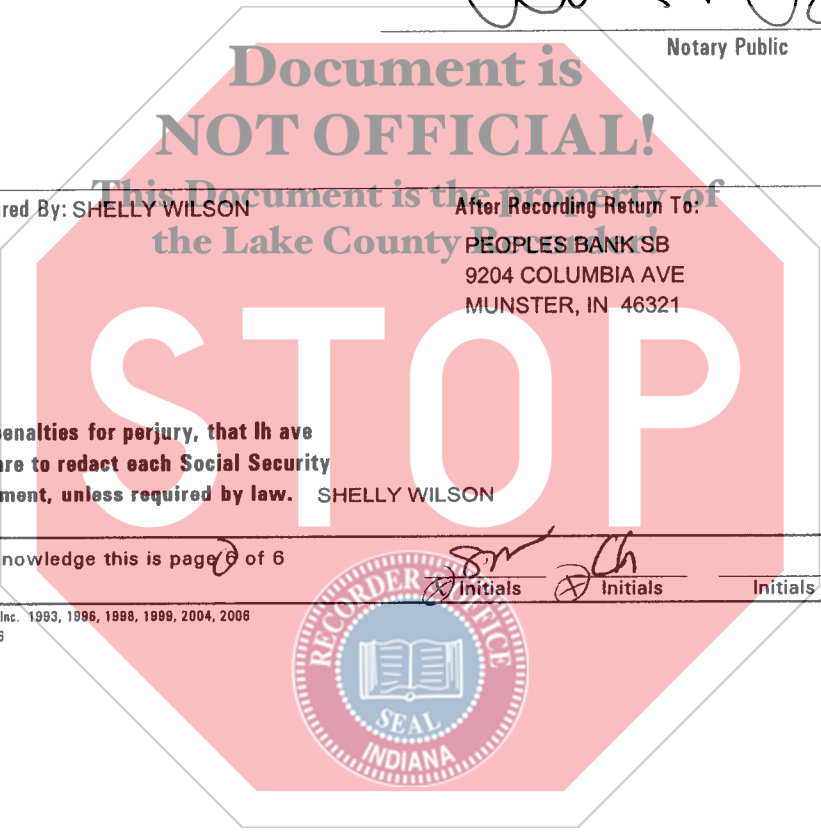 Notary Public
Document is
NOT OFFICIAL!
This Document is the property of
the Lake County Recorder!
red By: SHELLY WILSON
After Recording Return To:
PEOPLES BANK SB
9204 COLUMBIA AVE
MUNSTER, IN 46321
STOP
enalties for perjury, that Ih ave
re to redact each Social Security
ment, unless required by law. SHELLY WILSON
nowledge this is page 6 of 6
Initials Initials Initials
Inc. 1993, 1996, 1998, 1999, 2004, 2006
RECORDER'S OFFICE
SEAL
INDIANA